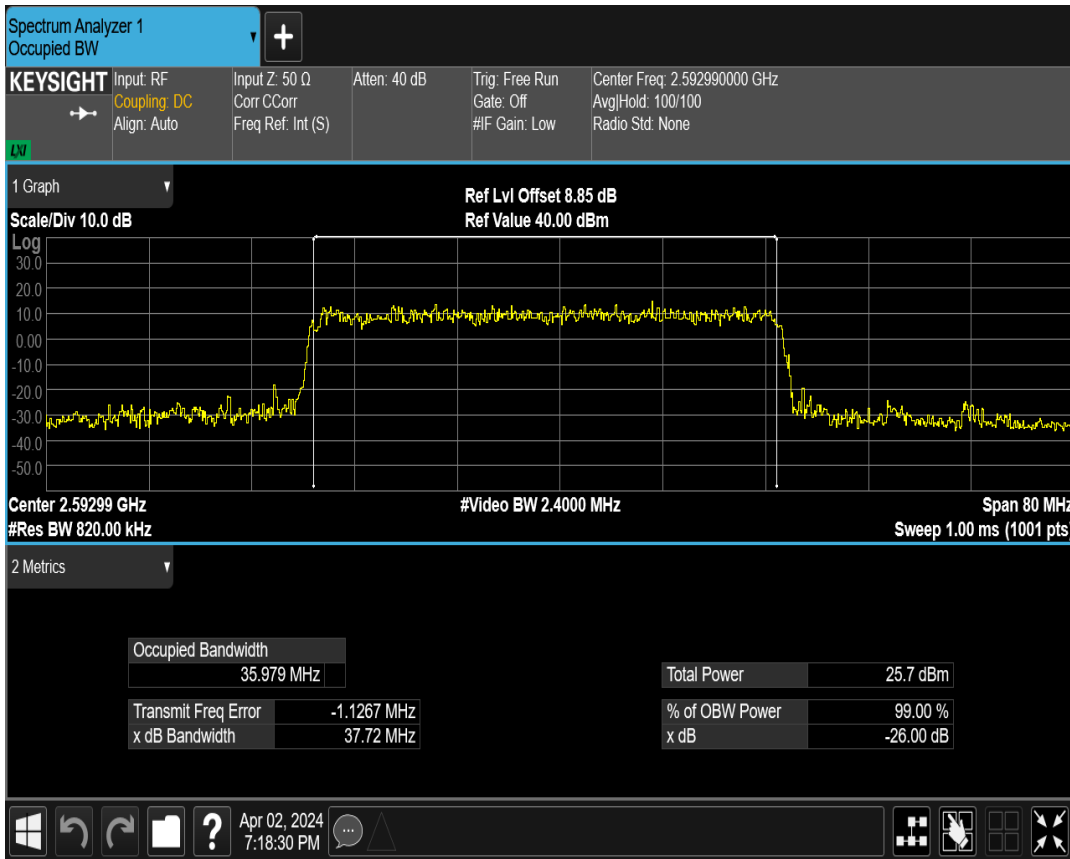 Spectrum Analyzer 1
Occupied BW
KEYSIGHT
LXI
Input: RF
Coupling: DC
Align: Auto
Input Z: 50 Ω
Corr CCorr
Freq Ref: Int (S)
Atten: 40 dB
Trig: Free Run
Gate: Off
#IF Gain: Low
Center Freq: 2.592990000 GHz
Avg|Hold: 100/100
Radio Std: None
1 Graph
Scale/Div 10.0 dB
Ref Lvl Offset 8.85 dB
Ref Value 40.00 dBm
Log
30.0
20.0
10.0
0.00
-10.0
-20.0
-30.0
-40.0
-50.0
Center 2.59299 GHz
#Res BW 820.00 kHz
#Video BW 2.4000 MHz
Span 80 MHz
Sweep 1.00 ms (1001 pts)
2 Metrics
Occupied Bandwidth
35.979 MHz
Transmit Freq Error -1.1267 MHz
x dB Bandwidth 37.72 MHz
Total Power 25.7 dBm
% of OBW Power 99.00 %
x dB -26.00 dB
?
Apr 02, 2024
7:18:30 PM